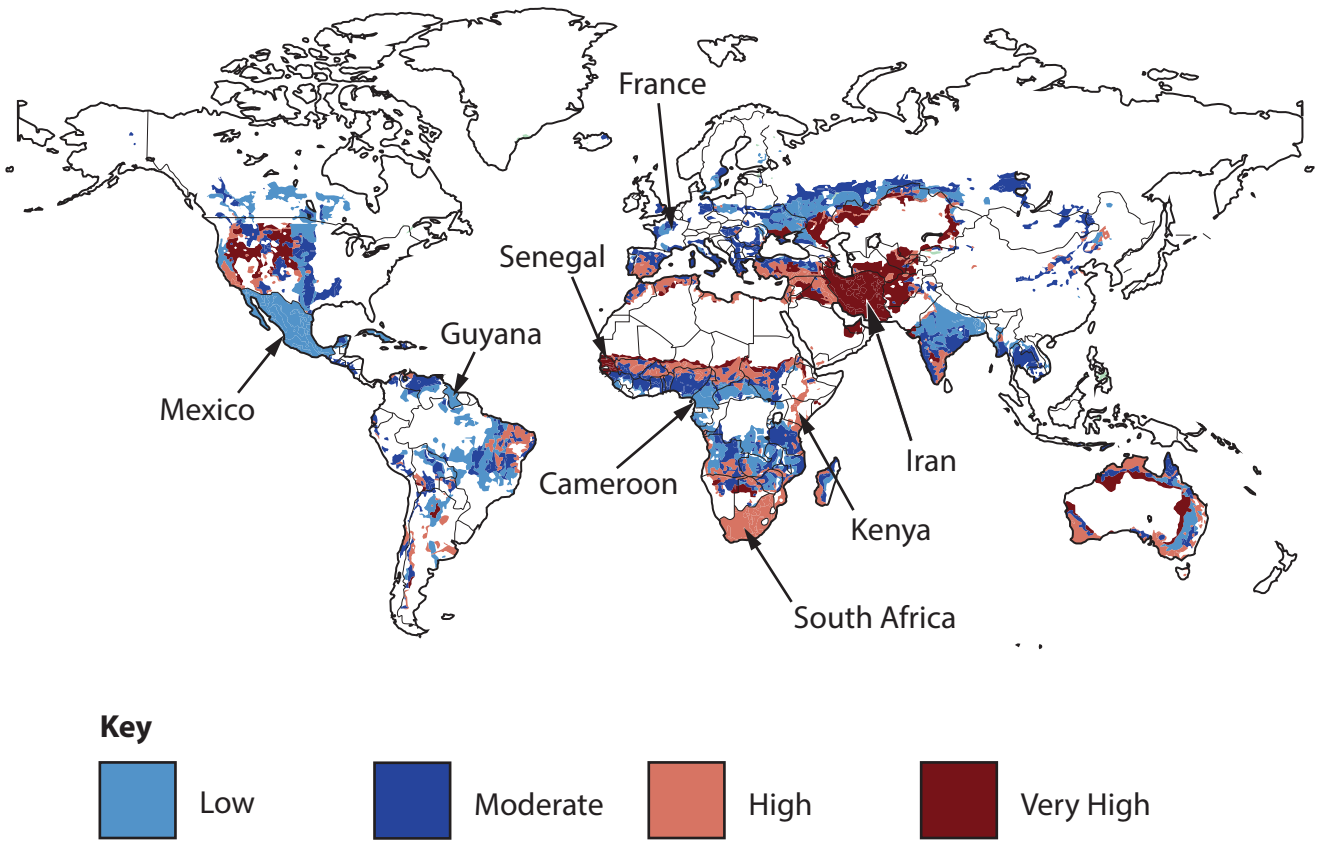 France
Senegal
Guyana
Mexico
Cameroon
Iran
Kenya
South Africa
Key
Low
Moderate
High
Very High